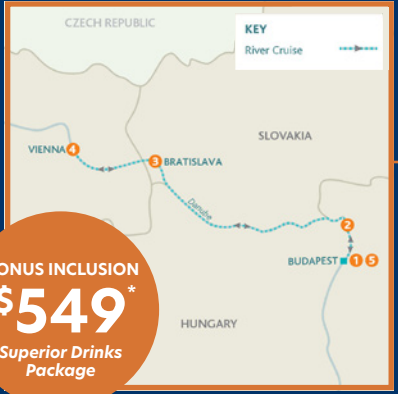 CZECH REPUBLIC
KEY
River Cruise
SLOVAKIA
VIENNA 4
3 BRATISLAVA
Danube
2
BUDAPEST 1 5
HUNGARY
ONUS INCLUSION
$549*
Superior Drinks
Package